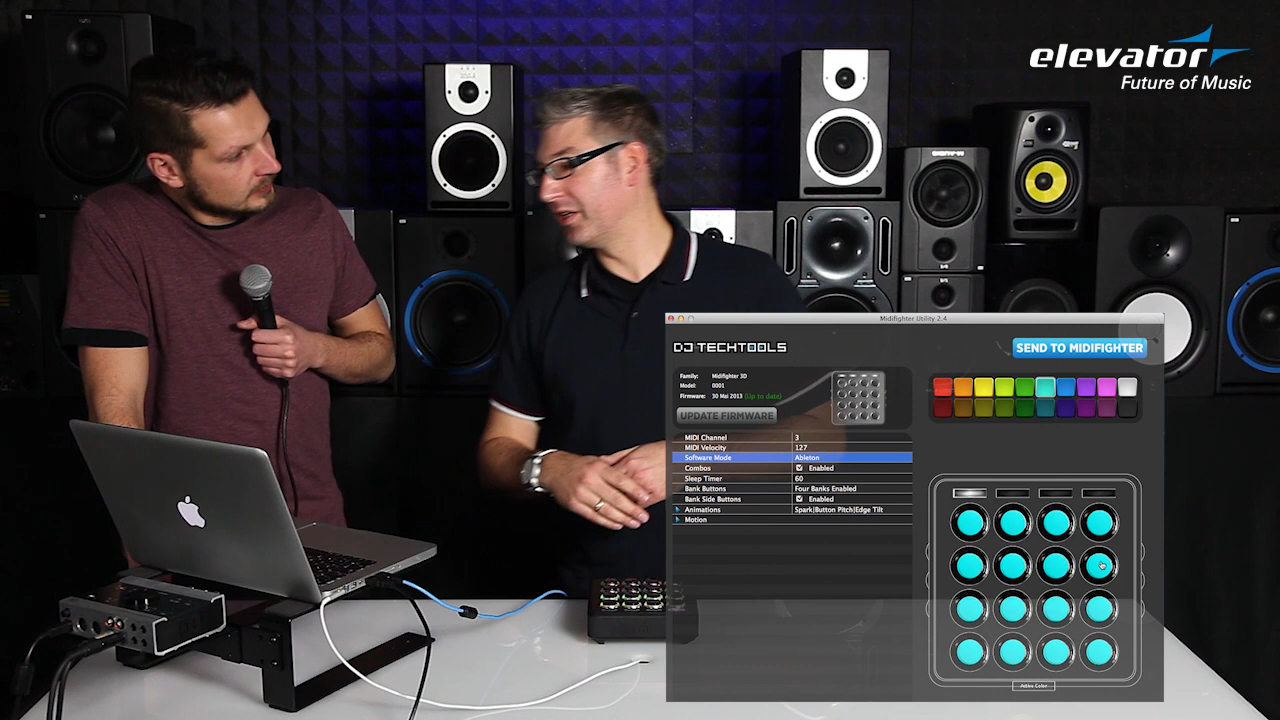 elevator
Future of Music
Midifighter Utility 2.4
DJ TECHTOOLS
SEND TO MIDIFIGHTER
Family: Midifighter 3D
Model: 0001
Firmware: 30 Mai 2013 (Up to date)
UPDATE FIRMWARE
MIDI Channel 3
MIDI Velocity 127
Software Mode Ableton
Combos Enabled
Sleep Timer 60
Bank Buttons Four Banks Enabled
Bank Side Buttons Enabled
Animations Spark|Button Pitch|Edge Tilt
Motion
Active Color